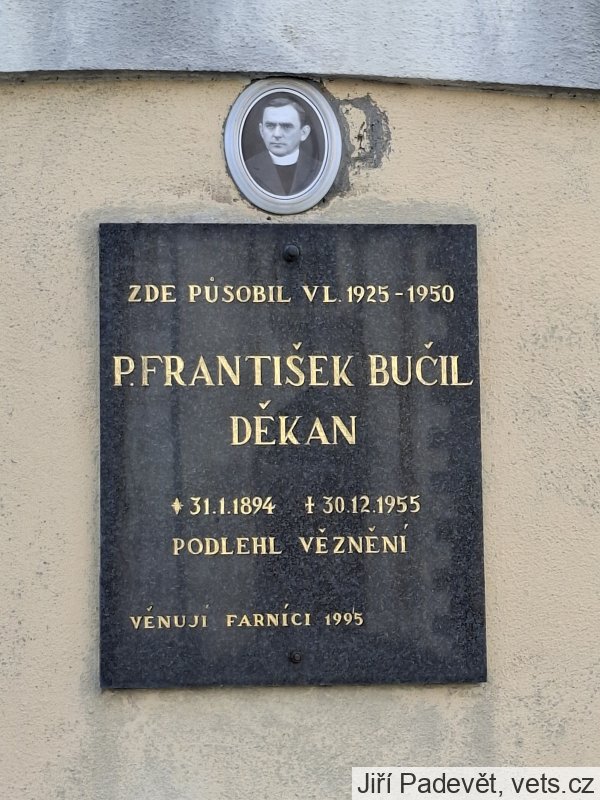 ZDE PŮSOBIL V L. 1925 - 1950
P. FRANTIŠEK BUČIL
DĚKAN
* 31.1.1894 † 30.12.1955
PODLEHL VĚZNĚNÍ
VĚNUJÍ FARNÍCI 1995
Jiří Padevět, vets.cz